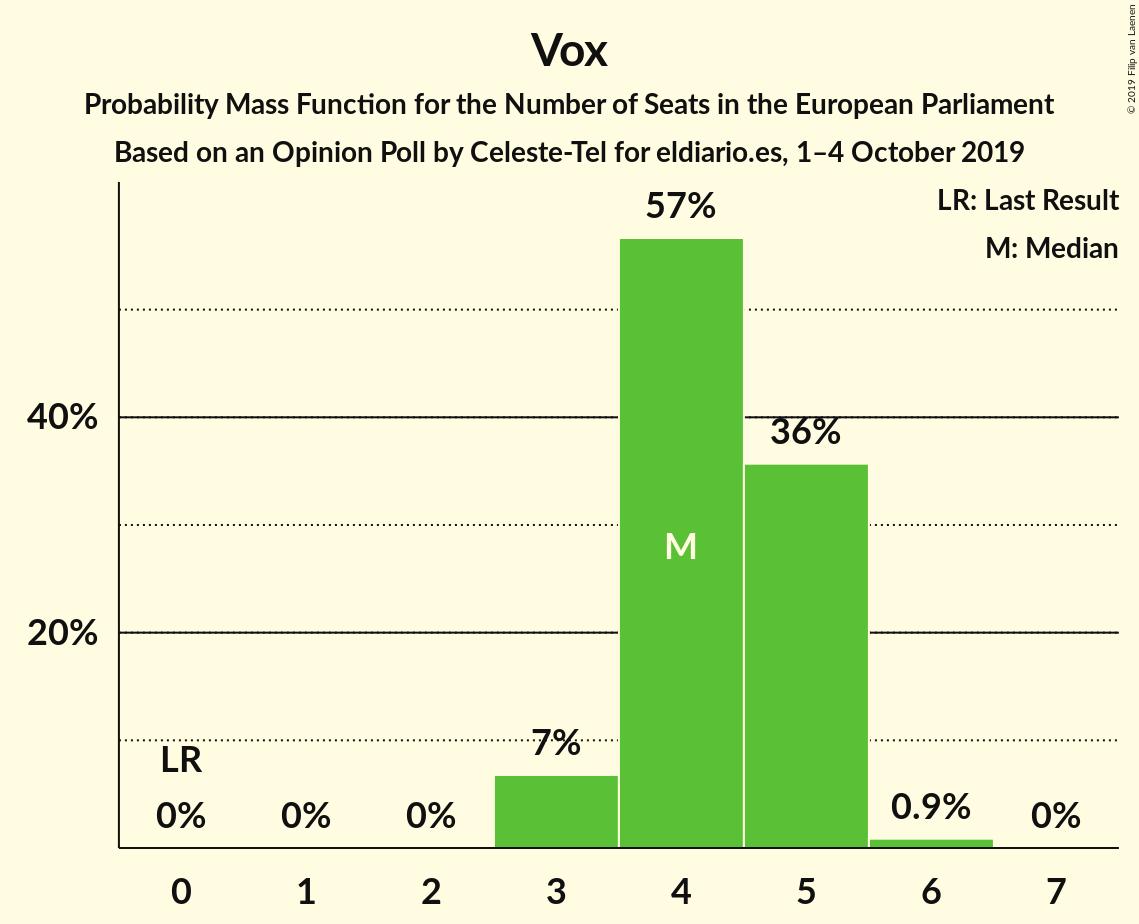 Vox
Probability Mass Function for the Number of Seats in the European Parliament
Based on an Opinion Poll by Celeste-Tel for eldiario.es, 1–4 October 2019
© 2019 Filip van Laenen
LR: Last Result
M: Median
57%
40%
36%
M
20%
7%
LR
0% 0% 0% 0.9% 0%
0 1 2 3 4 5 6 7